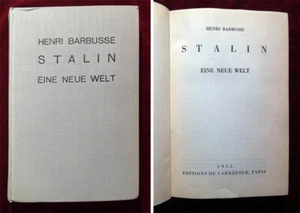 HENRI BARBUSSE
STALIN
EINE NEUE WELT
HENRI BARBUSSE
STALIN
EINE NEUE WELT
1935
EDITIONS DU CARREFOUR, PARIS